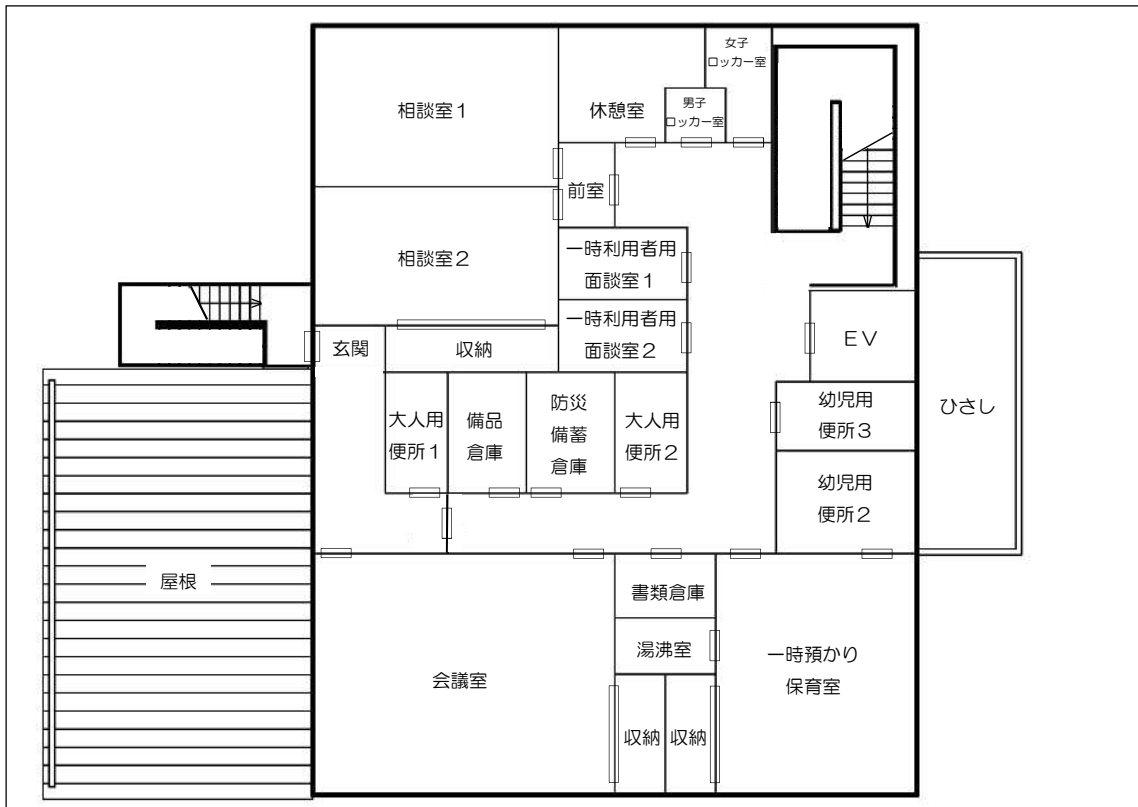 女子
ロッカー室
相談室1
休憩室
男子
ロッカー室
前室
相談室2
一時利用者用
面談室1
一時利用者用
面談室2
玄関
収納
EV
大人用
便所1
備品
倉庫
防災
備蓄
倉庫
大人用
便所2
幼児用
便所3
ひさし
幼児用
便所2
屋根
書類倉庫
湯沸室
会議室
一時預かり
保育室
収納
収納